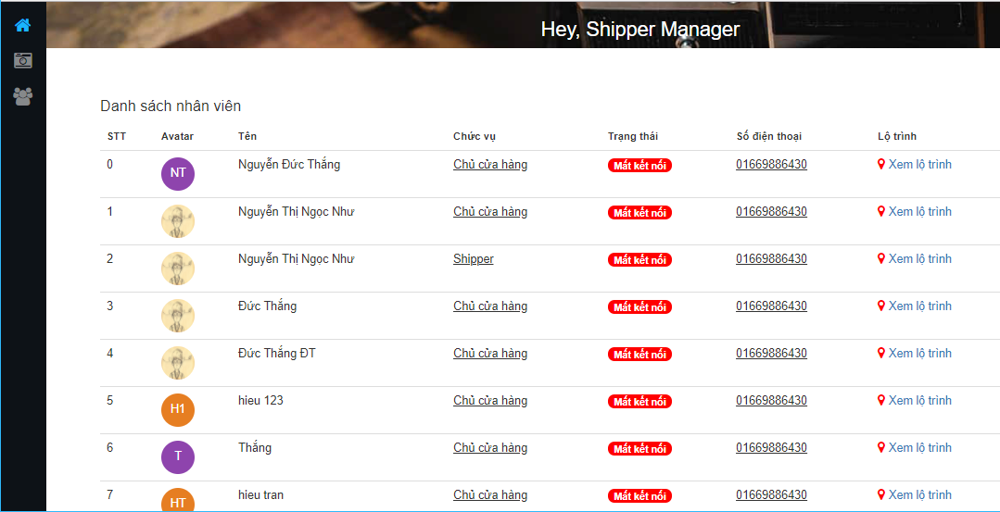 Hey, Shipper Manager
Danh sách nhân viên
STT Avatar Tên Chức vụ Trạng thái Số điện thoại Lộ trình
0 NT Nguyễn Đức Thắng Chủ cửa hàng Mất kết nối 01669886430 Xem lộ trình
1 Nguyễn Thị Ngọc Như Chủ cửa hàng Mất kết nối 01669886430 Xem lộ trình
2 Nguyễn Thị Ngọc Như Shipper Mất kết nối 01669886430 Xem lộ trình
3 Đức Thắng Chủ cửa hàng Mất kết nối 01669886430 Xem lộ trình
4 Đức Thắng ĐT Chủ cửa hàng Mất kết nối 01669886430 Xem lộ trình
5 H1 hieu 123 Chủ cửa hàng Mất kết nối 01669886430 Xem lộ trình
6 T Thắng Chủ cửa hàng Mất kết nối 01669886430 Xem lộ trình
7 HT hieu tran Chủ cửa hàng Mất kết nối 01669886430 Xem lộ trình